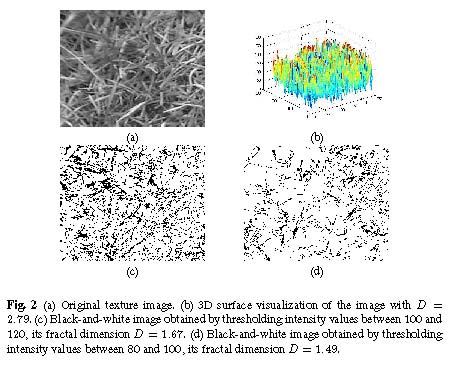 (a)
(b)
(c)
(d)
Fig. 2 (a) Original texture image. (b) 3D surface visualization of the image with D =
2.79. (c) Black-and-white image obtained by thresholding intensity values between 100 and
120, its fractal dimension D = 1.67. (d) Black-and-white image obtained by thresholding
intensity values between 80 and 100, its fractal dimension D = 1.49.